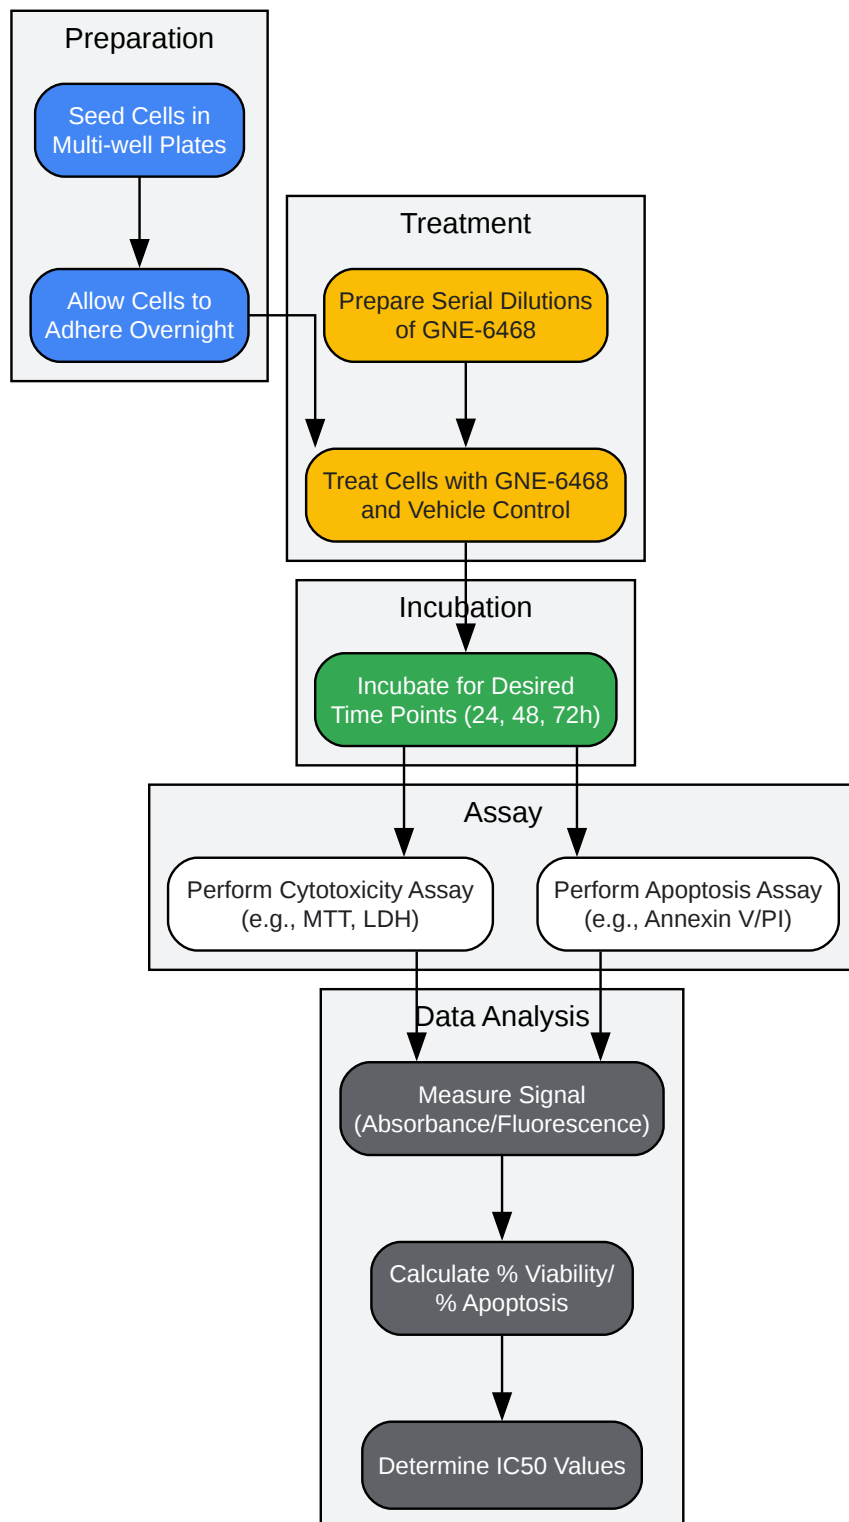 Preparation
Seed Cells in
Multi-well Plates
Allow Cells to
Adhere Overnight
Treatment
Prepare Serial Dilutions
of GNE-6468
Treat Cells with GNE-6468
and Vehicle Control
Incubation
Incubate for Desired
Time Points (24, 48, 72h)
Assay
Perform Cytotoxicity Assay
(e.g., MTT, LDH)
Perform Apoptosis Assay
(e.g., Annexin V/PI)
Data Analysis
Measure Signal
(Absorbance/Fluorescence)
Calculate % Viability/
% Apoptosis
Determine IC50 Values